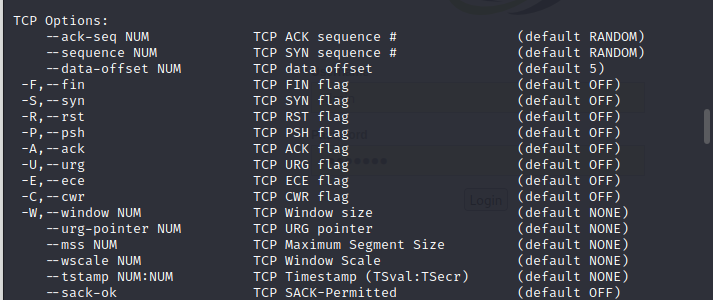 TCP Options:
--ack-seq NUM TCP ACK sequence # (default RANDOM)
--sequence NUM TCP SYN sequence # (default RANDOM)
--data-offset NUM TCP data offset (default 5)
-F,--fin TCP FIN flag (default OFF)
-S,--syn TCP SYN flag (default OFF)
-R,--rst TCP RST flag (default OFF)
-P,--psh TCP PSH flag (default OFF)
-A,--ack TCP ACK flag (default OFF)
-U,--urg TCP URG flag (default OFF)
-E,--ece TCP ECE flag (default OFF)
-C,--cwr TCP CWR flag (default OFF)
-W,--window NUM TCP Window size (default NONE)
--urg-pointer NUM TCP URG pointer (default NONE)
--mss NUM TCP Maximum Segment Size (default NONE)
--wscale NUM TCP Window Scale (default NONE)
--tstamp NUM:NUM TCP Timestamp (TSval:TSecr) (default NONE)
--sack-ok TCP SACK-Permitted (default OFF)
Login